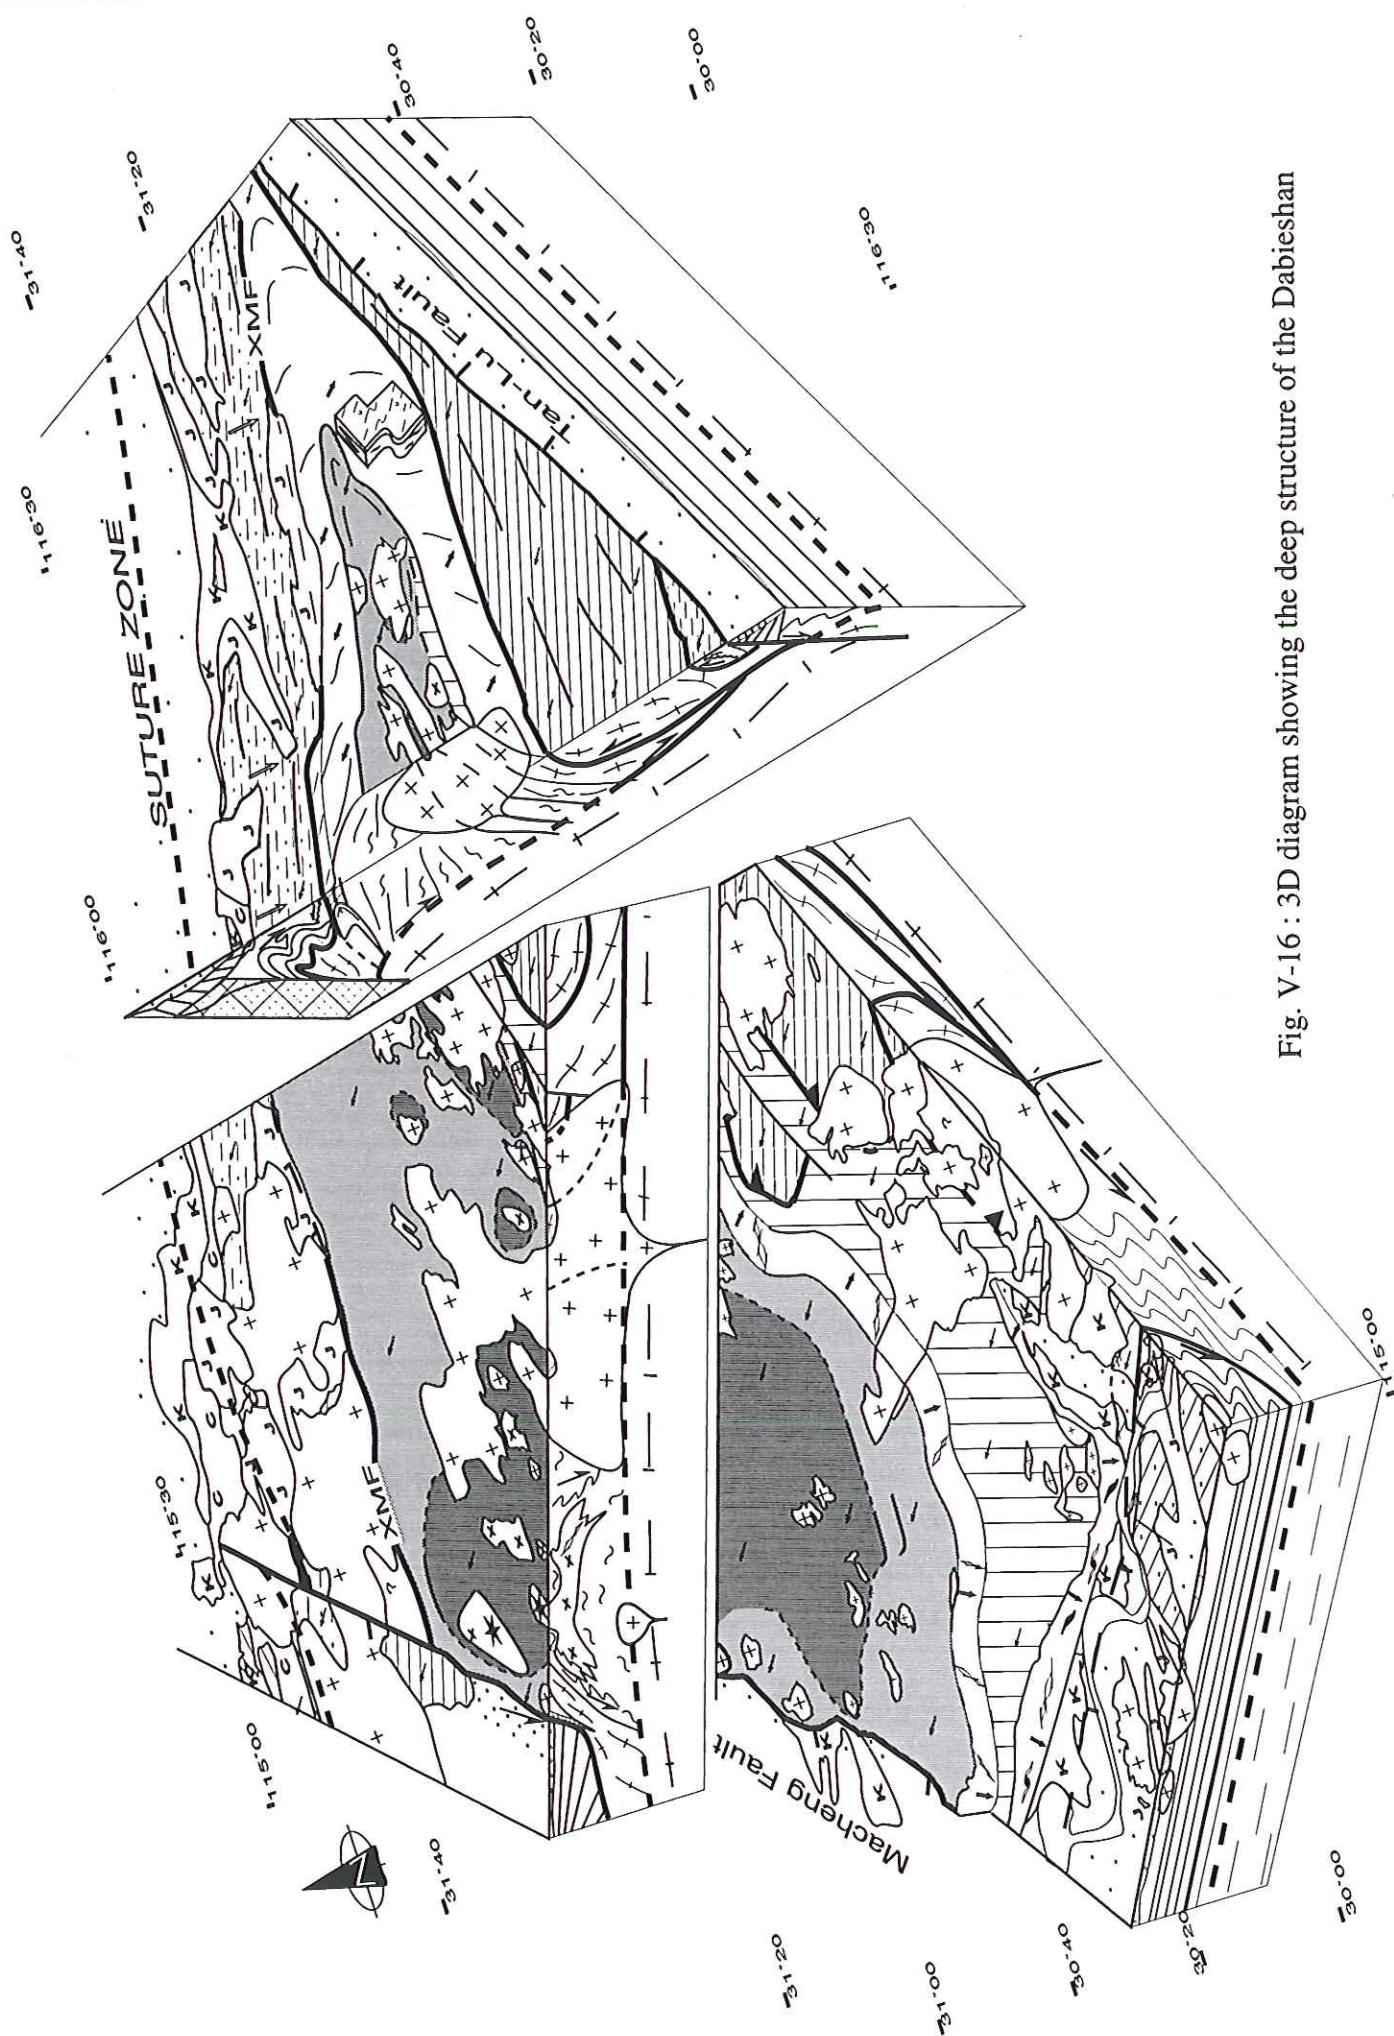 31°40
31°20
30°40
30°20
30°00
116°30
116°00
SUTURE ZONE
XMF
Tan-Lu Fault
116°30
K
J
K
J
K
J
K
C
J
115°30
115°00
31°40
N
XMF
?
K
C
J
K
C
J
K
C
J
Macheng Fault
K
K
K
K
K
K
J
?
31°20
31°00
30°40
30°20
30°00
115°00
Fig. V-16 : 3D diagram showing the deep structure of the Dabieshan